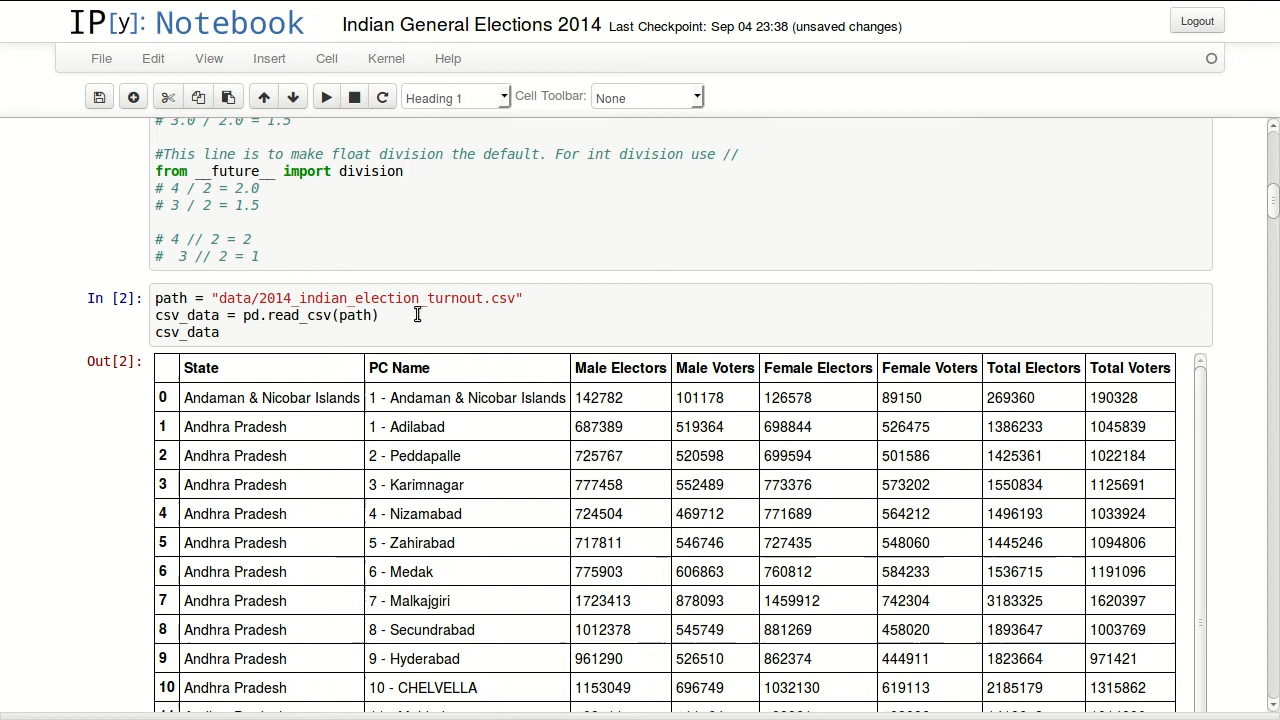 IP[y]: Notebook Indian General Elections 2014 Last Checkpoint: Sep 04 23:38 (unsaved changes) Logout
File Edit View Insert Cell Kernel Help
Heading 1 Cell Toolbar: None
# 3.0 / 2.0 = 1.5
#This line is to make float division the default. For int division use //
from __future__ import division
# 4 / 2 = 2.0
# 3 / 2 = 1.5
# 4 // 2 = 2
#  3 // 2 = 1
In [2]: path = "data/2014_indian_election_turnout.csv"
csv_data = pd.read_csv(path)
csv_data
Out[2]: State PC Name Male Electors Male Voters Female Electors Female Voters Total Electors Total Voters
0 Andaman & Nicobar Islands 1 - Andaman & Nicobar Islands 142782 101178 126578 89150 269360 190328
1 Andhra Pradesh 1 - Adilabad 687389 519364 698844 526475 1386233 1045839
2 Andhra Pradesh 2 - Peddapalle 725767 520598 699594 501586 1425361 1022184
3 Andhra Pradesh 3 - Karimnagar 777458 552489 773376 573202 1550834 1125691
4 Andhra Pradesh 4 - Nizamabad 724504 469712 771689 564212 1496193 1033924
5 Andhra Pradesh 5 - Zahirabad 717811 546746 727435 548060 1445246 1094806
6 Andhra Pradesh 6 - Medak 775903 606863 760812 584233 1536715 1191096
7 Andhra Pradesh 7 - Malkajgiri 1723413 878093 1459912 742304 3183325 1620397
8 Andhra Pradesh 8 - Secundrabad 1012378 545749 881269 458020 1893647 1003769
9 Andhra Pradesh 9 - Hyderabad 961290 526510 862374 444911 1823664 971421
10 Andhra Pradesh 10 - CHELVELLA 1153049 696749 1032130 619113 2185179 1315862